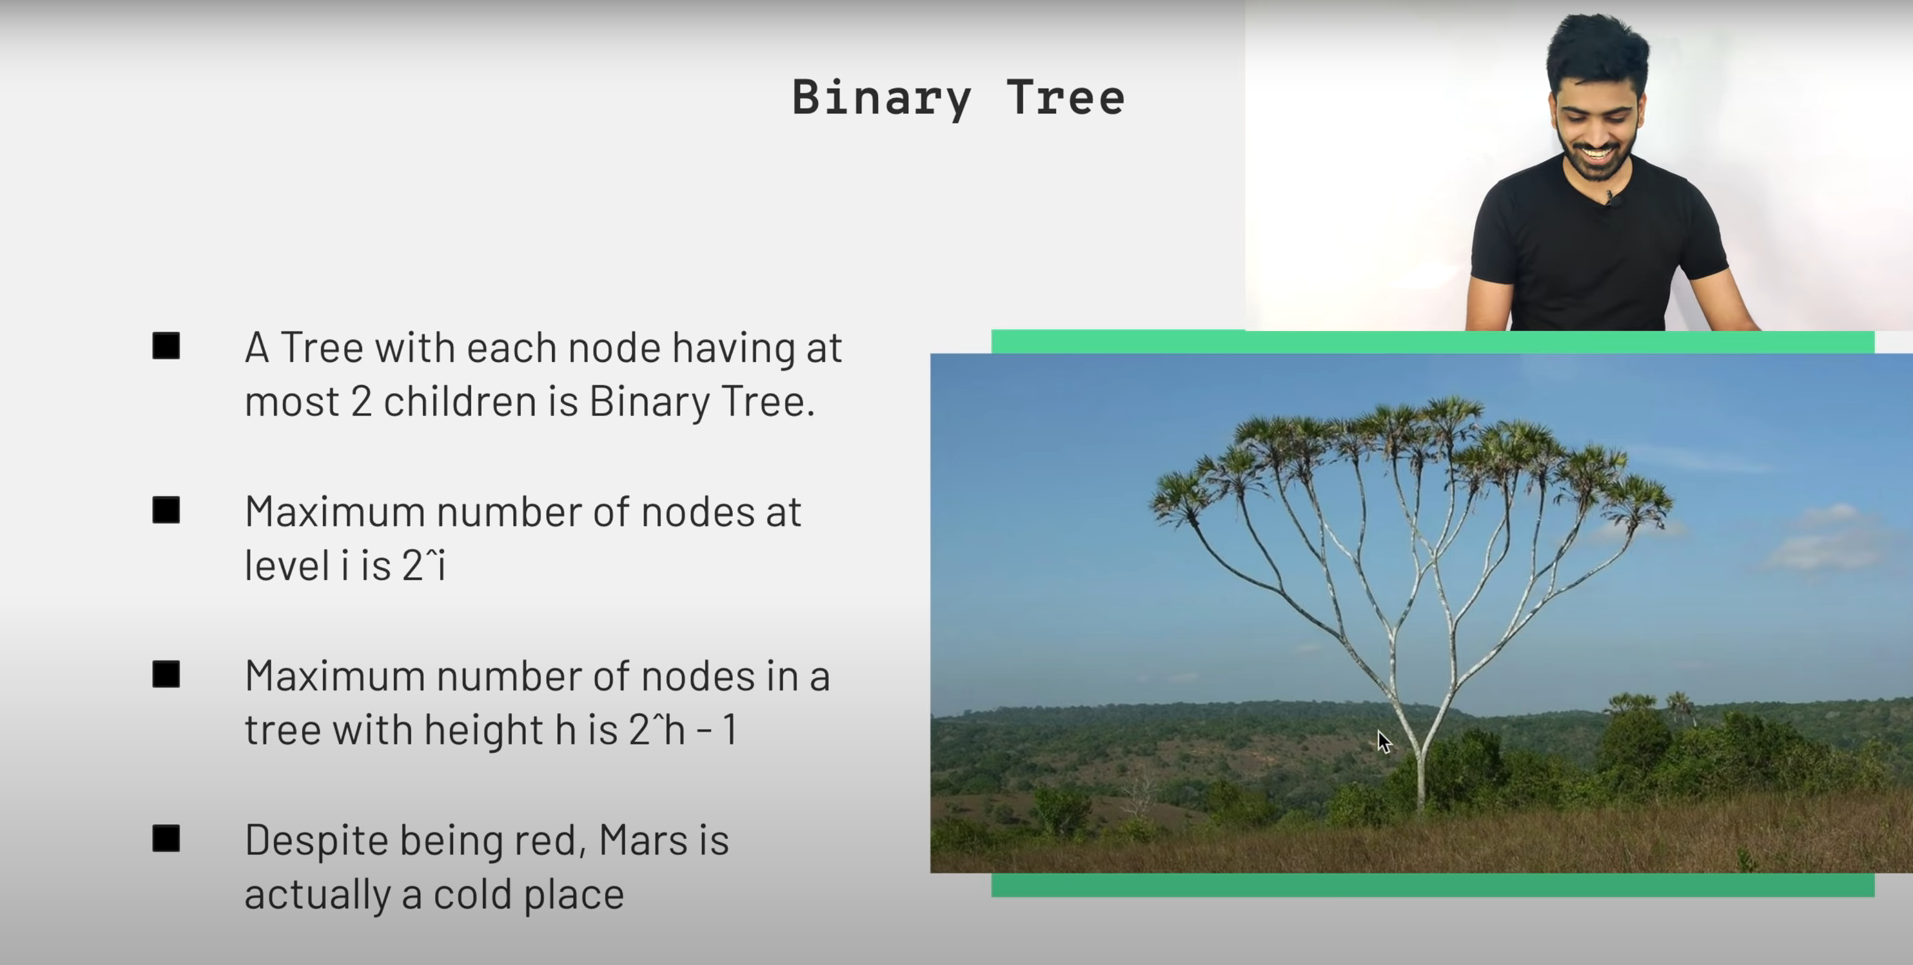 Binary Tree
A Tree with each node having at
most 2 children is Binary Tree.
Maximum number of nodes at
level i is 2^i
Maximum number of nodes in a
tree with height h is 2^h - 1
Despite being red, Mars is
actually a cold place